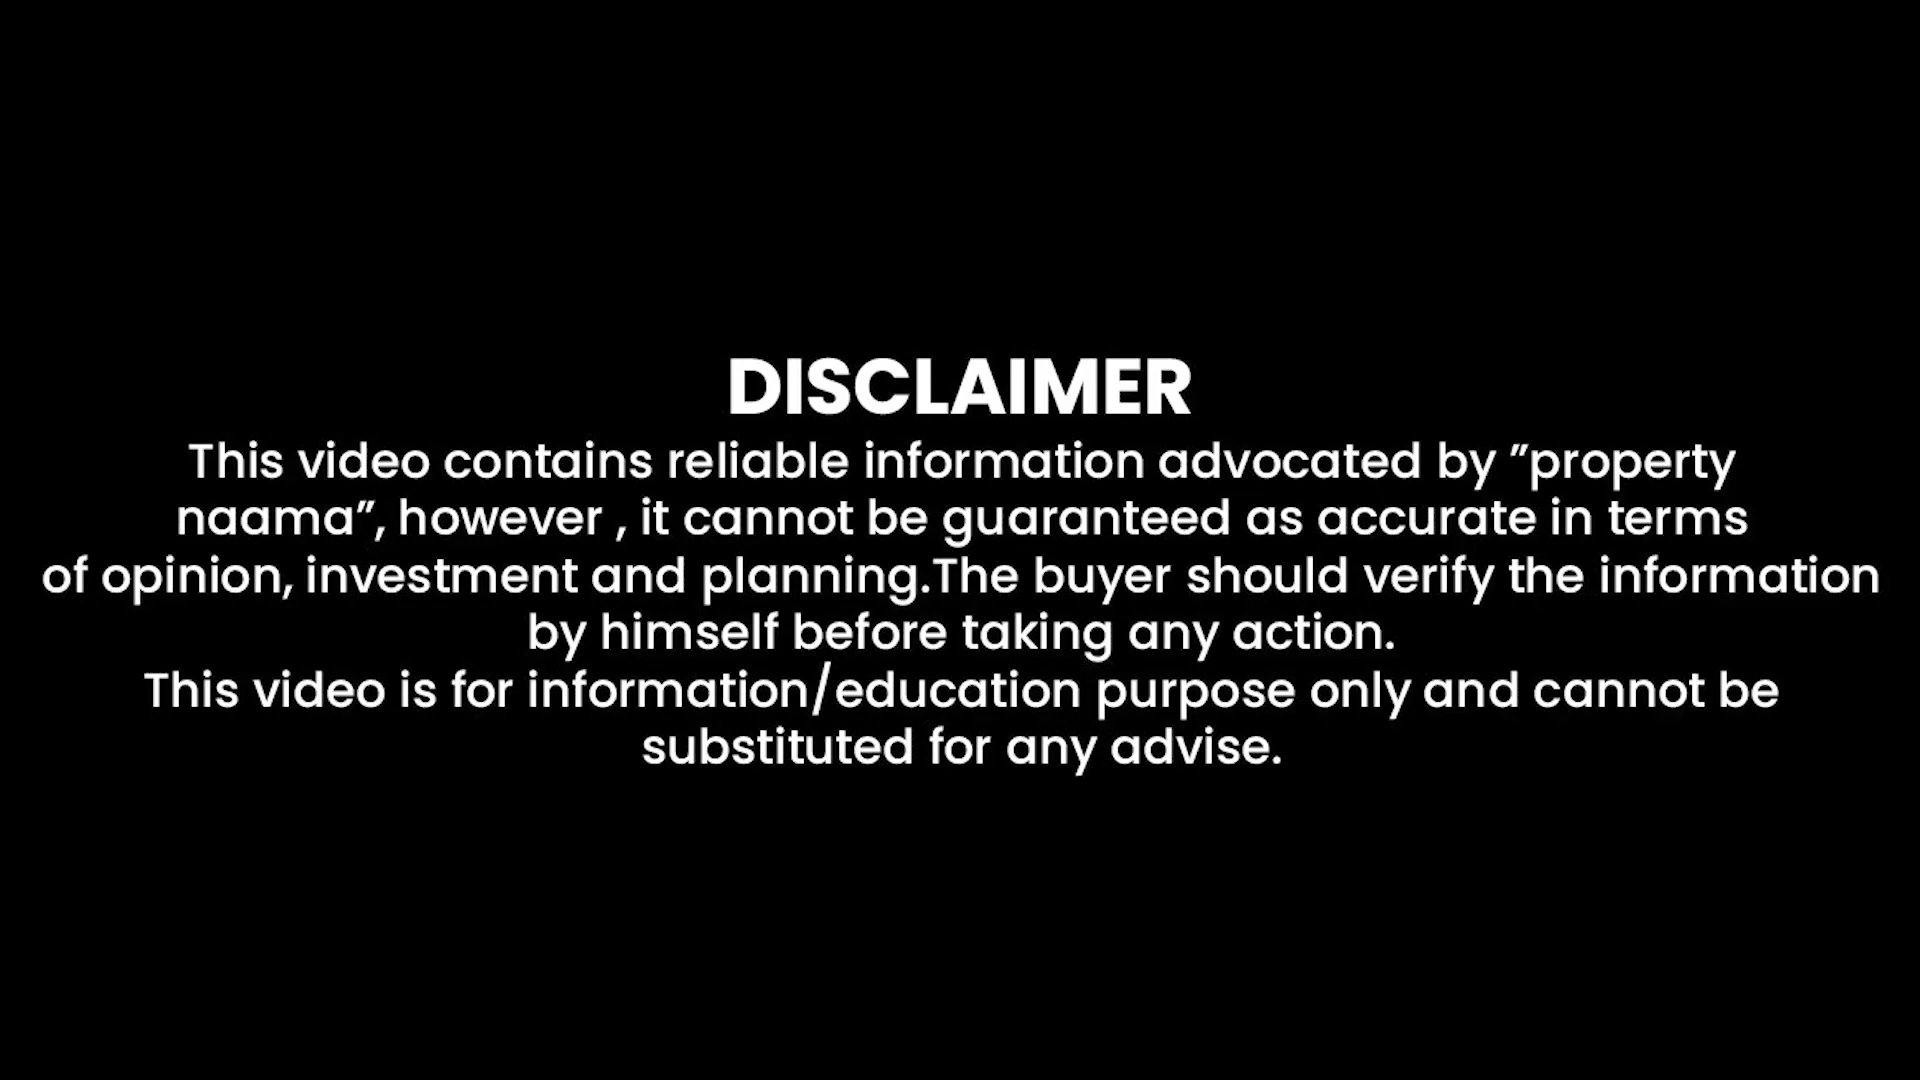 DISCLAIMER
This video contains reliable information advocated by ”property
naama”, however , it cannot be guaranteed as accurate in terms
of opinion, investment and planning.The buyer should verify the information
by himself before taking any action.
This video is for information/education purpose only and cannot be
substituted for any advise.